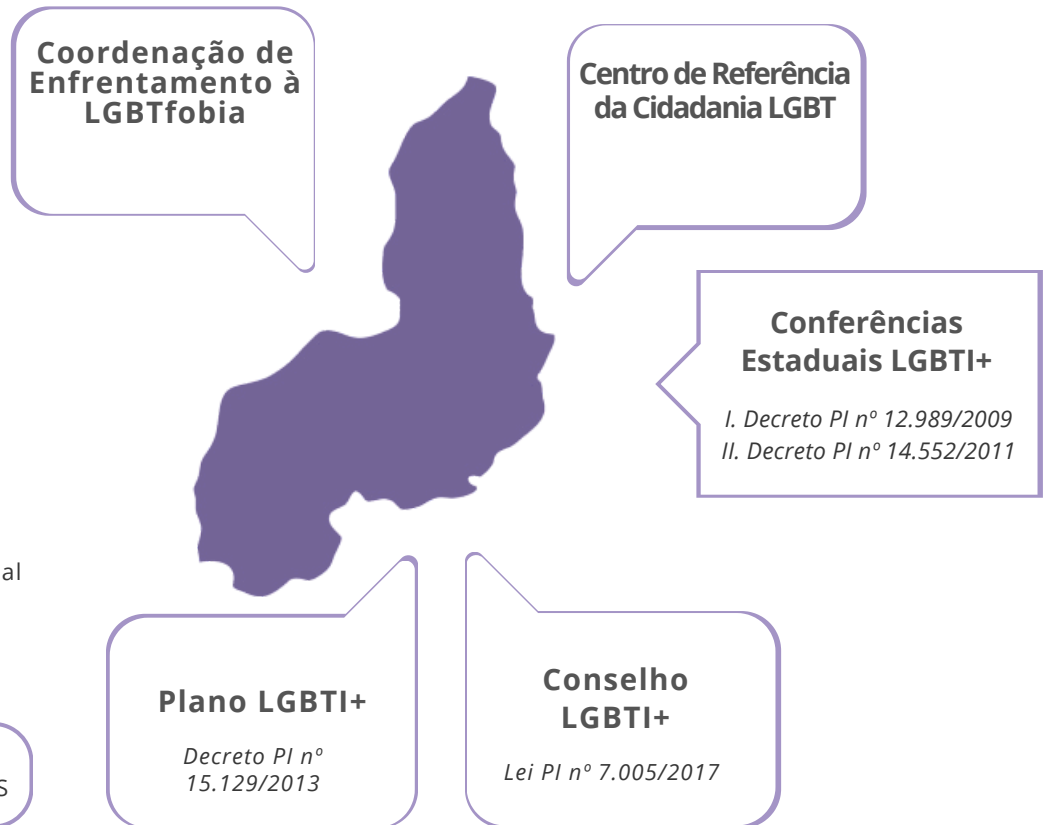 Coordenação de
Enfrentamento à
LGBTfobia
Centro de Referência
da Cidadania LGBT
Conferências
Estaduais LGBTI+
I. Decreto PI nº 12.989/2009
II. Decreto PI nº 14.552/2011
al
Plano LGBTI+
Decreto PI nº
15.129/2013
Conselho
LGBTI+
Lei PI nº 7.005/2017
S